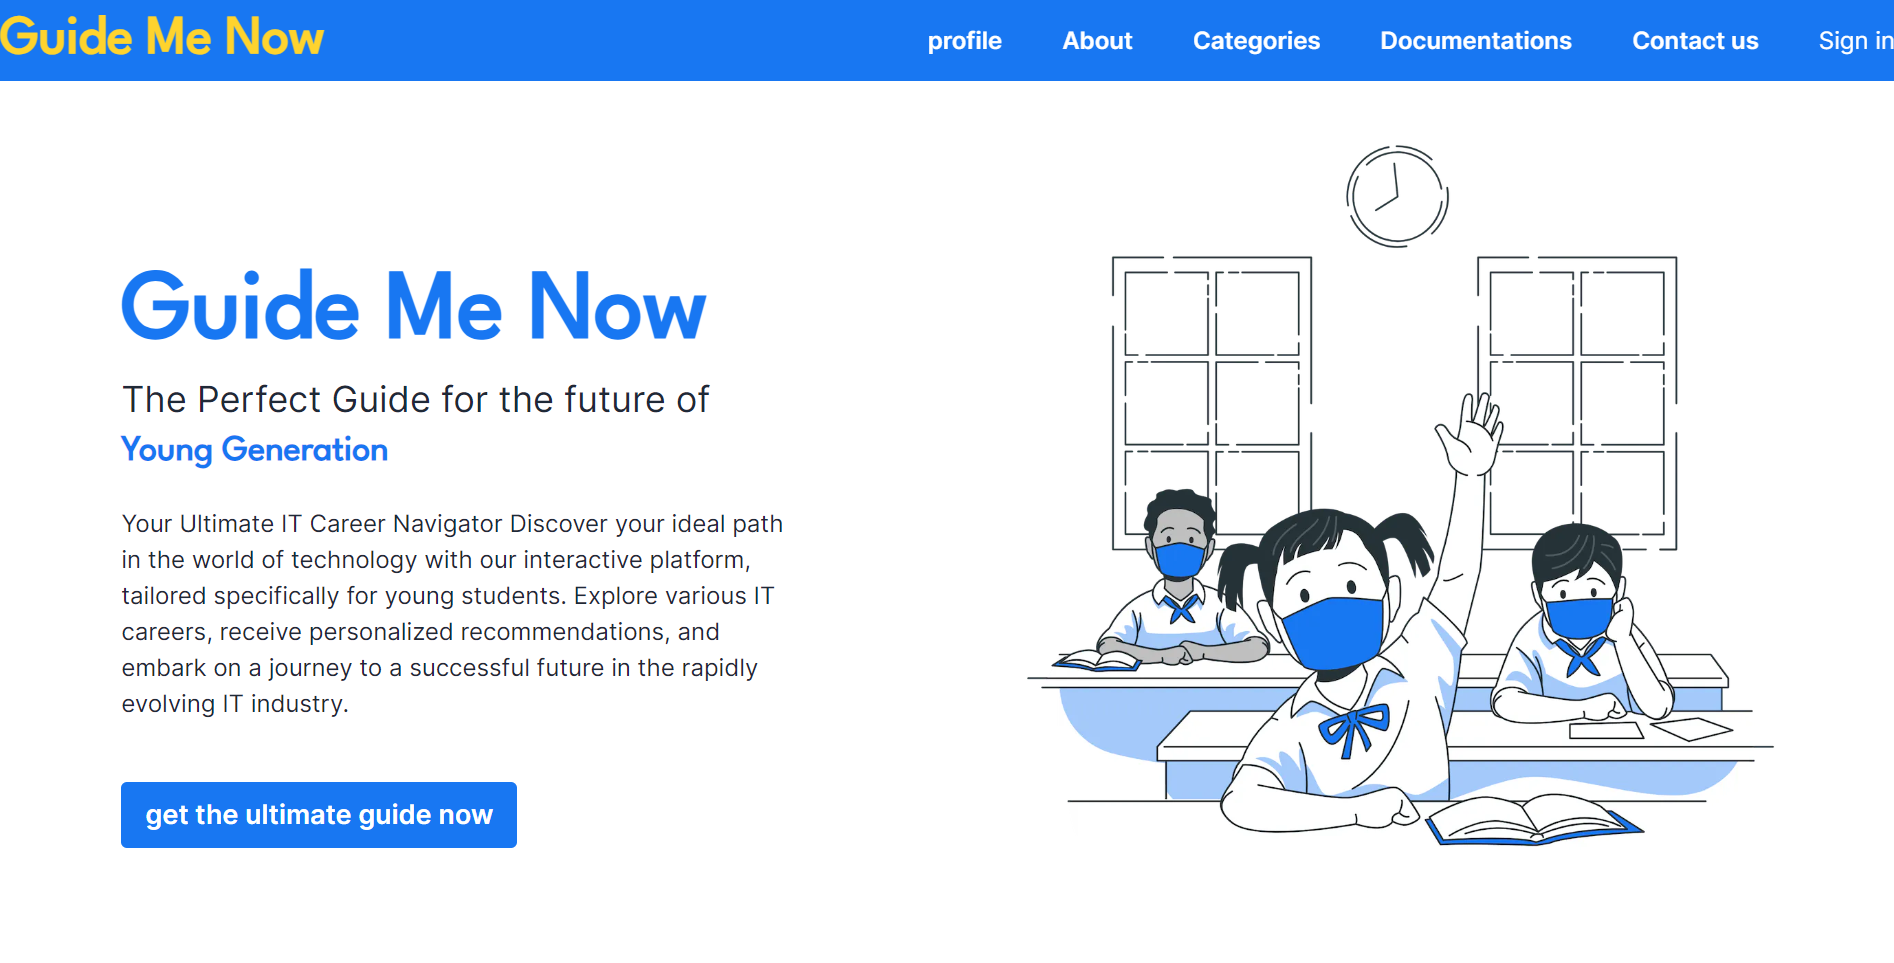 Guide Me Now
profile
About
Categories
Documentations
Contact us
Sign in
Guide Me Now
The Perfect Guide for the future of
Young Generation
Your Ultimate IT Career Navigator Discover your ideal path
in the world of technology with our interactive platform,
tailored specifically for young students. Explore various IT
careers, receive personalized recommendations, and
embark on a journey to a successful future in the rapidly
evolving IT industry.
get the ultimate guide now